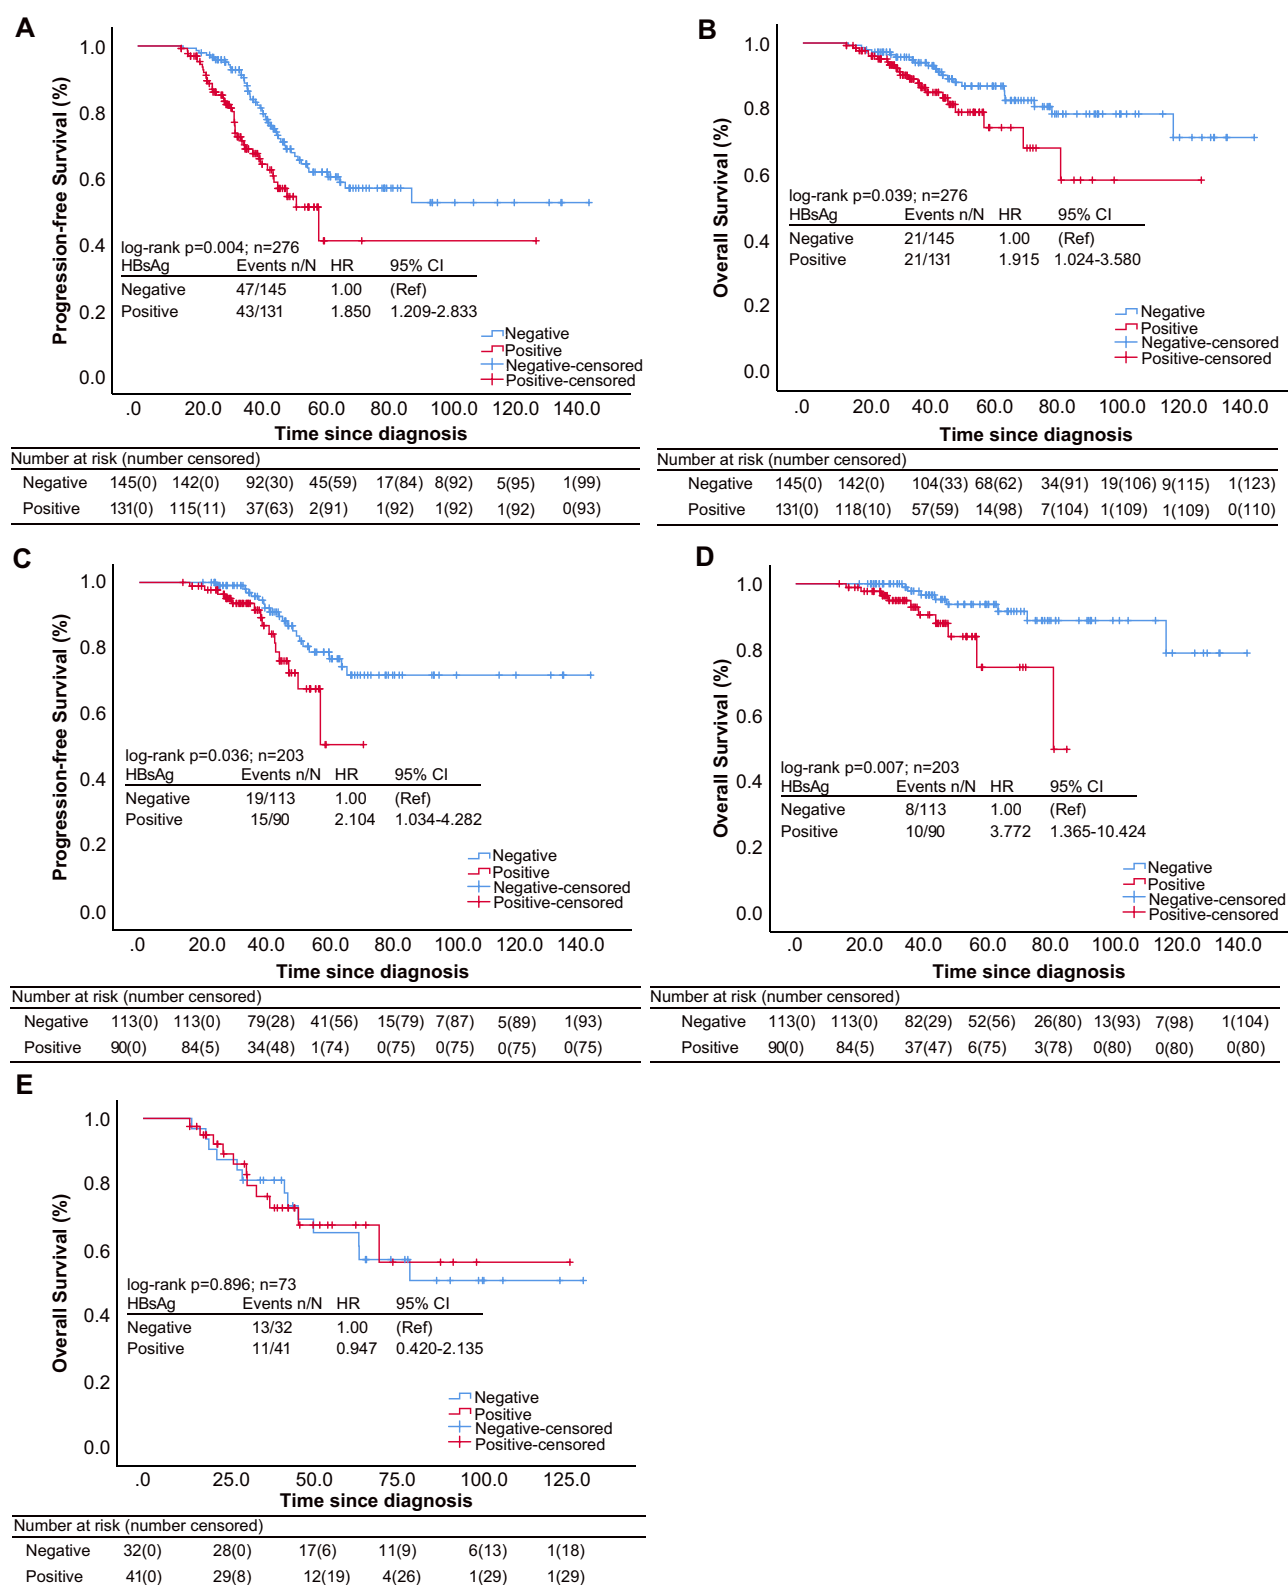 A
Progression-free Survival (%)
1.0
0.8
0.6
0.4
0.2
0.0
log-rank p=0.004; n=276
HBsAg Events n/N HR 95% CI
Negative 47/145 1.00 (Ref)
Positive 43/131 1.850 1.209-2.833
Negative
Positive
Negative-censored
Positive-censored
.0 20.0 40.0 60.0 80.0 100.0 120.0 140.0
Time since diagnosis
Number at risk (number censored)
Negative 145(0) 142(0) 92(30) 45(59) 17(84) 8(92) 5(95) 1(99)
Positive 131(0) 115(11) 37(63) 2(91) 1(92) 1(92) 1(92) 0(93)
B
Overall Survival (%)
1.0
0.8
0.6
0.4
0.2
0.0
log-rank p=0.039; n=276
HBsAg Events n/N HR 95% CI
Negative 21/145 1.00 (Ref)
Positive 21/131 1.915 1.024-3.580
Negative
Positive
Negative-censored
Positive-censored
.0 20.0 40.0 60.0 80.0 100.0 120.0 140.0
Time since diagnosis
Number at risk (number censored)
Negative 145(0) 142(0) 104(33) 68(62) 34(91) 19(106) 9(115) 1(123)
Positive 131(0) 118(10) 57(59) 14(98) 7(104) 1(109) 1(109) 0(110)
C
Progression-free Survival (%)
1.0
0.8
0.6
0.4
0.2
0.0
log-rank p=0.036; n=203
HBsAg Events n/N HR 95% CI
Negative 19/113 1.00 (Ref)
Positive 15/90 2.104 1.034-4.282
Negative
Positive
Negative-censored
Positive-censored
.0 20.0 40.0 60.0 80.0 100.0 120.0 140.0
Time since diagnosis
Number at risk (number censored)
Negative 113(0) 113(0) 79(28) 41(56) 15(79) 7(87) 5(89) 1(93)
Positive 90(0) 84(5) 34(48) 1(74) 0(75) 0(75) 0(75) 0(75)
D
Overall Survival (%)
1.0
0.8
0.6
0.4
0.2
0.0
log-rank p=0.007; n=203
HBsAg Events n/N HR 95% CI
Negative 8/113 1.00 (Ref)
Positive 10/90 3.772 1.365-10.424
Negative
Positive
Negative-censored
Positive-censored
.0 20.0 40.0 60.0 80.0 100.0 120.0 140.0
Time since diagnosis
Number at risk (number censored)
Negative 113(0) 113(0) 82(29) 52(56) 26(80) 13(93) 7(98) 1(104)
Positive 90(0) 84(5) 37(47) 6(75) 3(78) 0(80) 0(80) 0(80)
E
Overall Survival (%)
1.0
0.8
0.6
0.4
0.2
0.0
log-rank p=0.896; n=73
HBsAg Events n/N HR 95% CI
Negative 13/32 1.00 (Ref)
Positive 11/41 0.947 0.420-2.135
Negative
Positive
Negative-censored
Positive-censored
.0 25.0 50.0 75.0 100.0 125.0
Time since diagnosis
Number at risk (number censored)
Negative 32(0) 28(0) 17(6) 11(9) 6(13) 1(18)
Positive 41(0) 29(8) 12(19) 4(26) 1(29) 1(29)